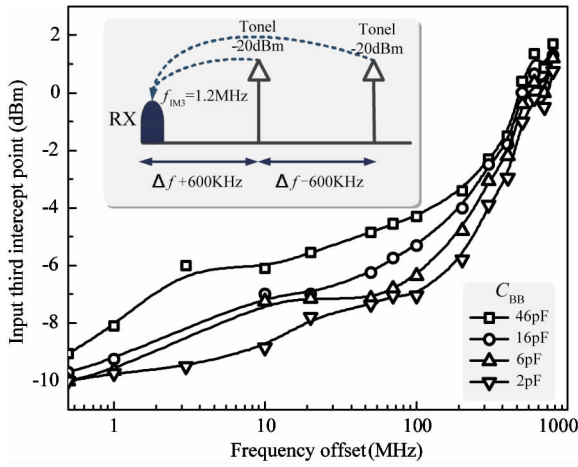 Input third intercept point (dBm)
2
0
-2
-4
-6
-8
-10
Tonel
-20dBm
Tonel
-20dBm
f_IM3=1.2MHz
RX
Δf+600KHz
Δf−600KHz
C_BB
46pF
16pF
6pF
2pF
1
10
100
1000
Frequency offset(MHz)